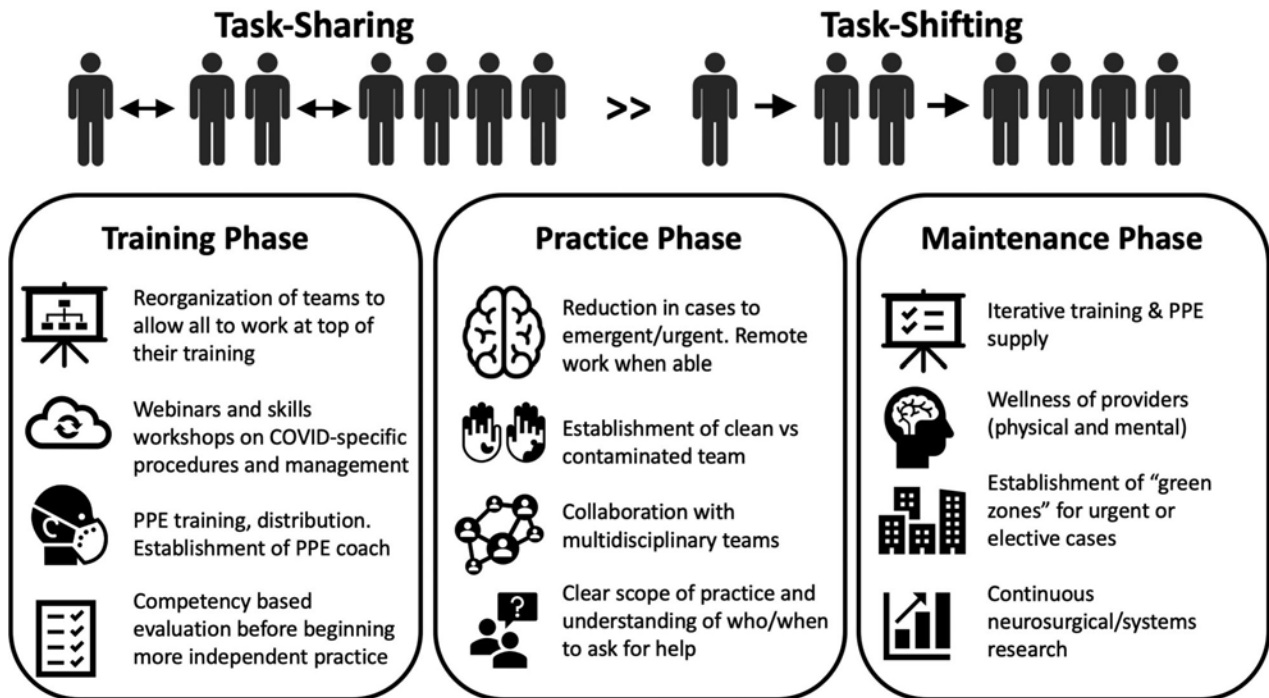 Task-Sharing
Task-Shifting
>>
Training Phase
Reorganization of teams to
allow all to work at top of
their training
Webinars and skills
workshops on COVID-specific
procedures and management
PPE training, distribution.
Establishment of PPE coach
Competency based
evaluation before beginning
more independent practice
Practice Phase
Reduction in cases to
emergent/urgent. Remote
work when able
Establishment of clean vs
contaminated team
Collaboration with
multidisciplinary teams
?
Clear scope of practice and
understanding of who/when
to ask for help
Maintenance Phase
Iterative training & PPE
supply
Wellness of providers
(physical and mental)
Establishment of “green
zones” for urgent or
elective cases
Continuous
neurosurgical/systems
research